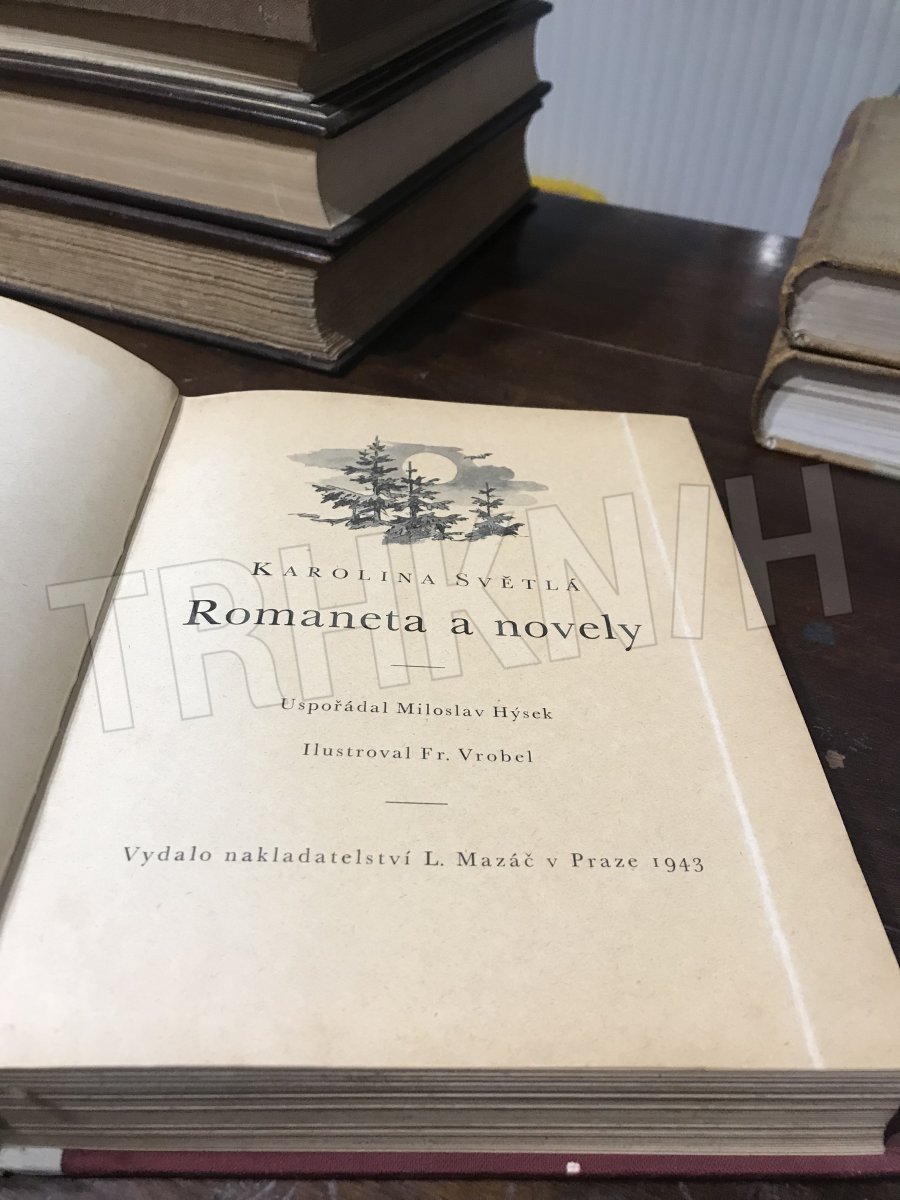 KAROLINA SVĚTLÁ
Romaneta a novely
Uspořádal Miloslav Hýsek
Ilustroval Fr. Vrobel
Vydalo nakladatelství L. Mazáč v Praze 1943
TRHKNIH